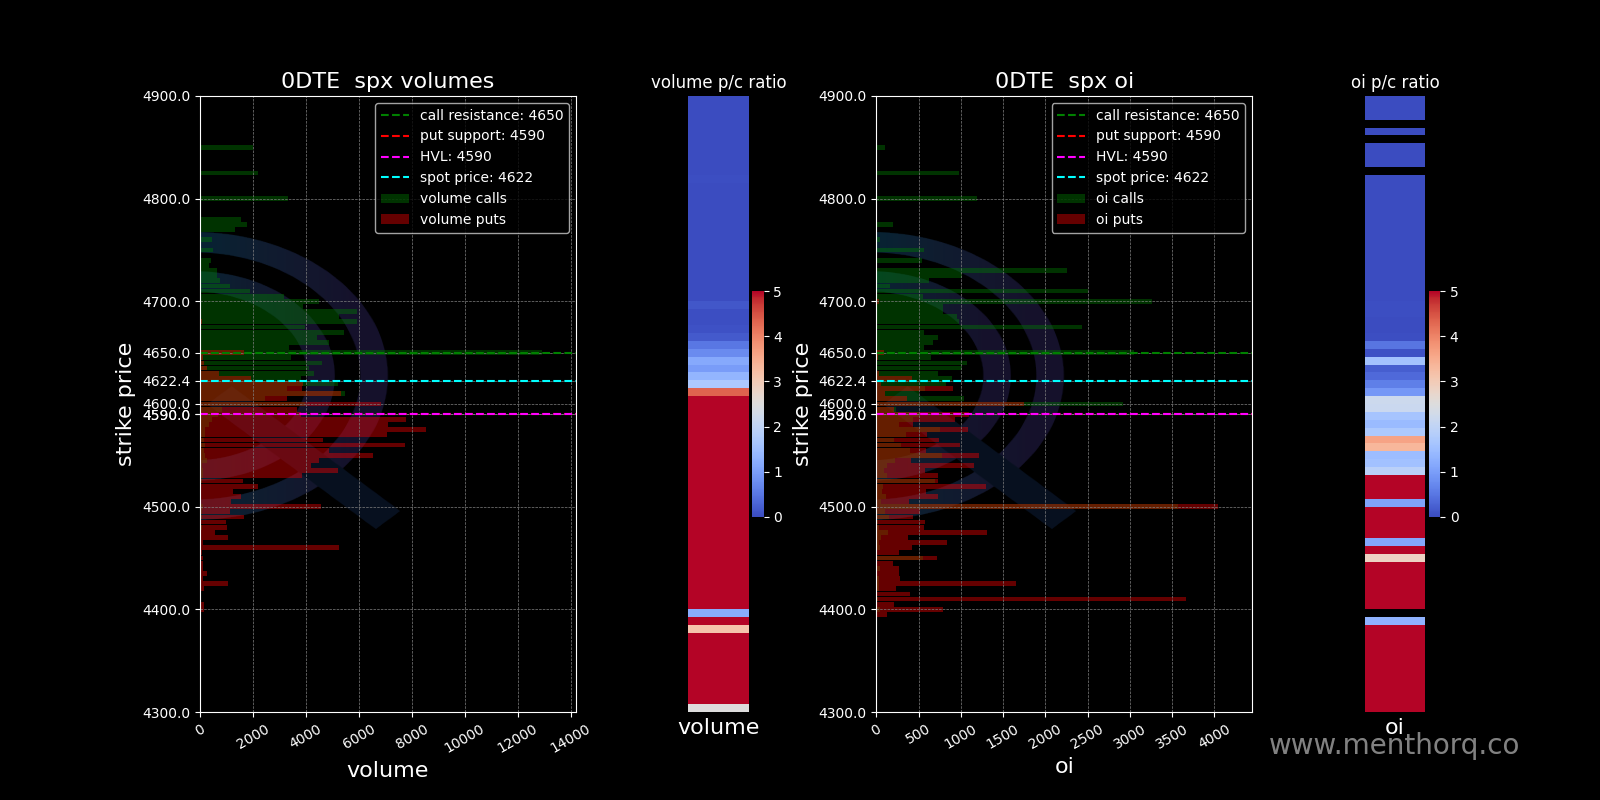 0DTE  spx volumes
volume p/c ratio
0DTE  spx oi
oi p/c ratio
call resistance: 4650
put support: 4590
HVL: 4590
spot price: 4622
volume calls
volume puts
4900.0
4800.0
4700.0
4650.0
4622.4
4600.0
4590.0
4500.0
4400.0
4300.0
strike price
0
2000
4000
6000
8000
10000
12000
14000
volume
5
4
3
2
1
0
volume
call resistance: 4650
put support: 4590
HVL: 4590
spot price: 4622
oi calls
oi puts
4900.0
4800.0
4700.0
4650.0
4622.4
4600.0
4590.0
4500.0
4400.0
4300.0
strike price
0
500
1000
1500
2000
2500
3000
3500
4000
oi
5
4
3
2
1
0
oi
www.menthorq.co